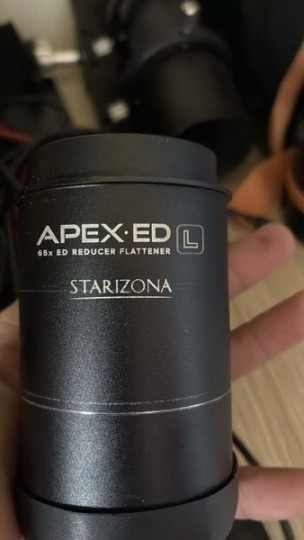 APEX·ED L
65x ED REDUCER FLATTENER
STARIZONA